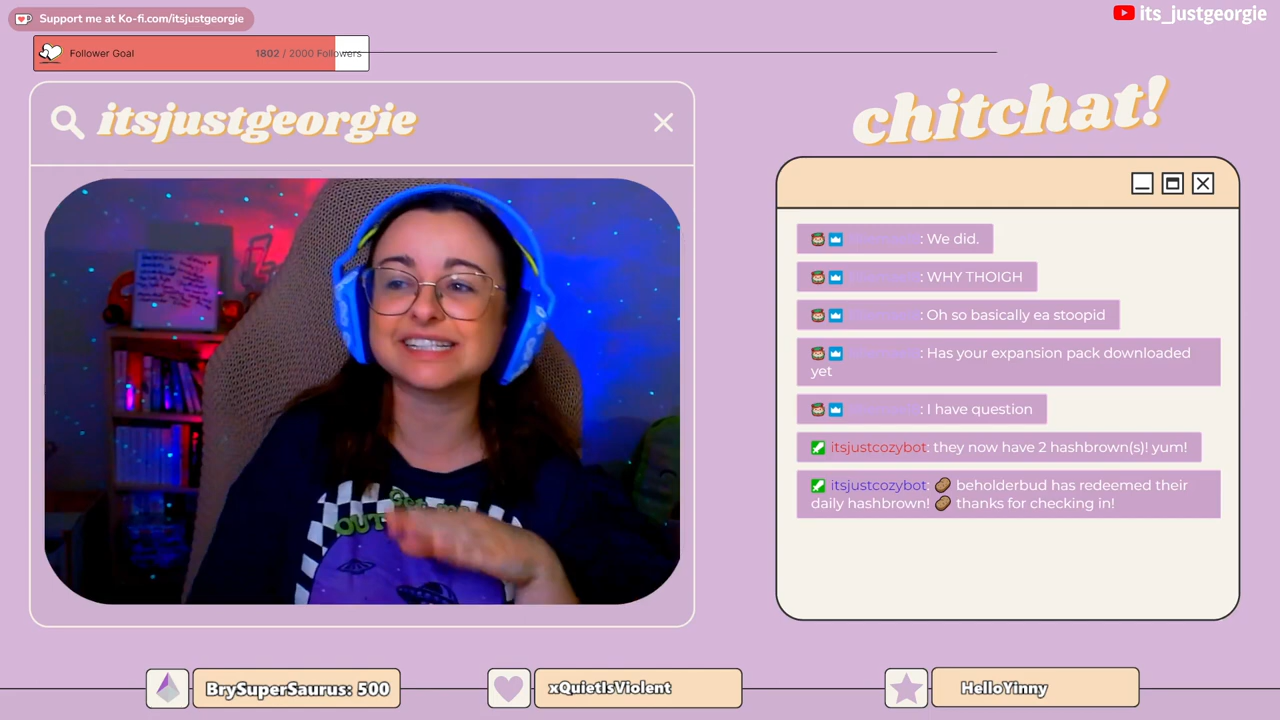 Support me at Ko-fi.com/itsjustgeorgie
its_justgeorgie
Follower Goal 1802 / 2000 Followers
itsjustgeorgie
chitchat!
: We did.
: WHY THOIGH
: Oh so basically ea stoopid
: Has your expansion pack downloaded
yet
: I have question
itsjustcozybot: they now have 2 hashbrown(s)! yum!
itsjustcozybot: beholderbud has redeemed their
daily hashbrown! thanks for checking in!
OUT
BrySuperSaurus: 500
xQuietIsViolent
HelloYinny